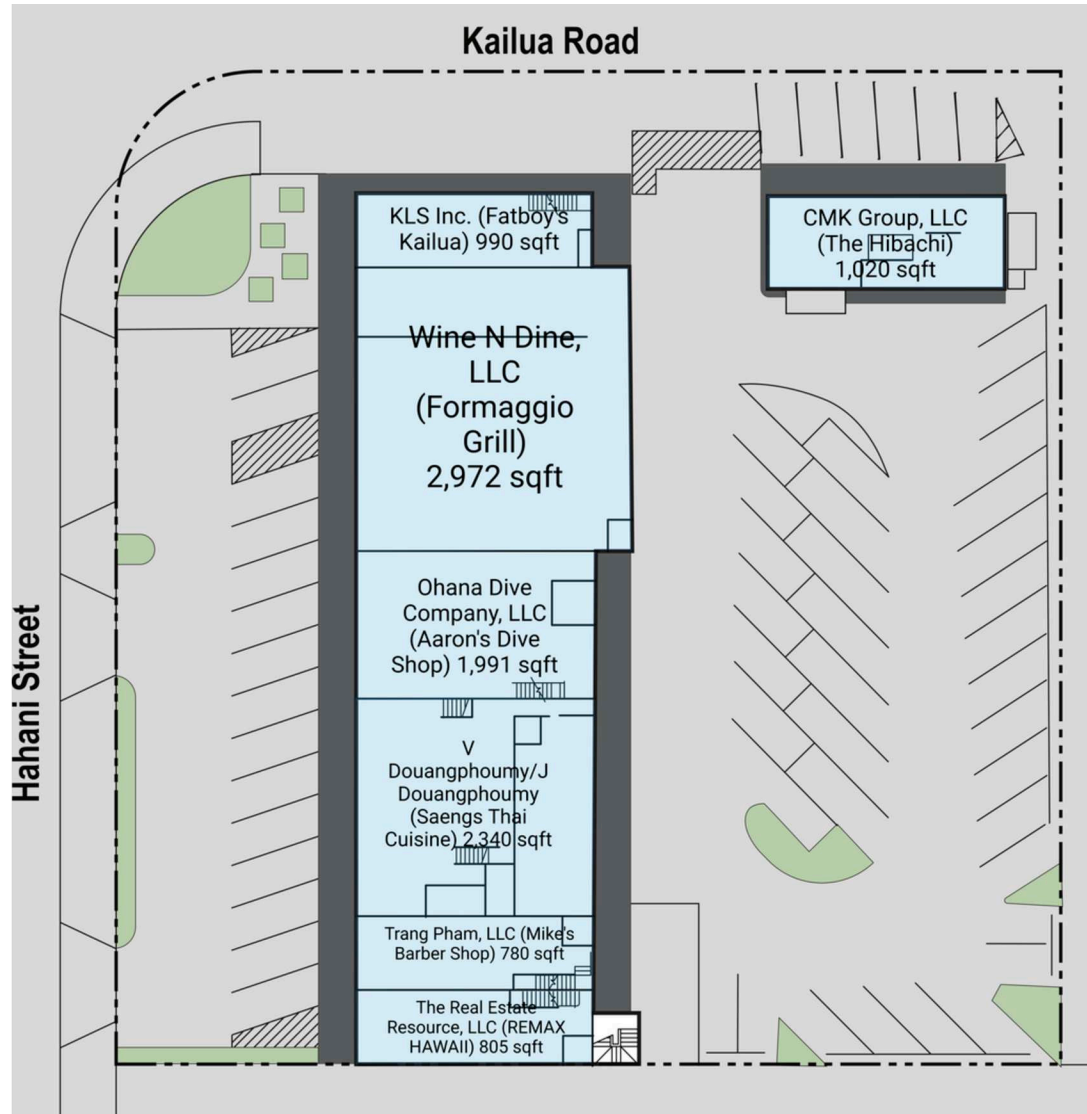 Kailua Road
KLS Inc. (Fatboy's
Kailua) 990 sqft
CMK Group, LLC
(The Hibachi)
1,020 sqft
Wine N Dine,
LLC
(Formaggio
Grill)
2,972 sqft
Ohana Dive
Company, LLC
(Aaron's Dive
Shop) 1,991 sqft
Hahani Street
V
Douangphoumy/J
Douangphoumy
(Saengs Thai
Cuisine) 2,340 sqft
Trang Pham, LLC (Mike's
Barber Shop) 780 sqft
The Real Estate
Resource, LLC (REMAX
HAWAII) 805 sqft